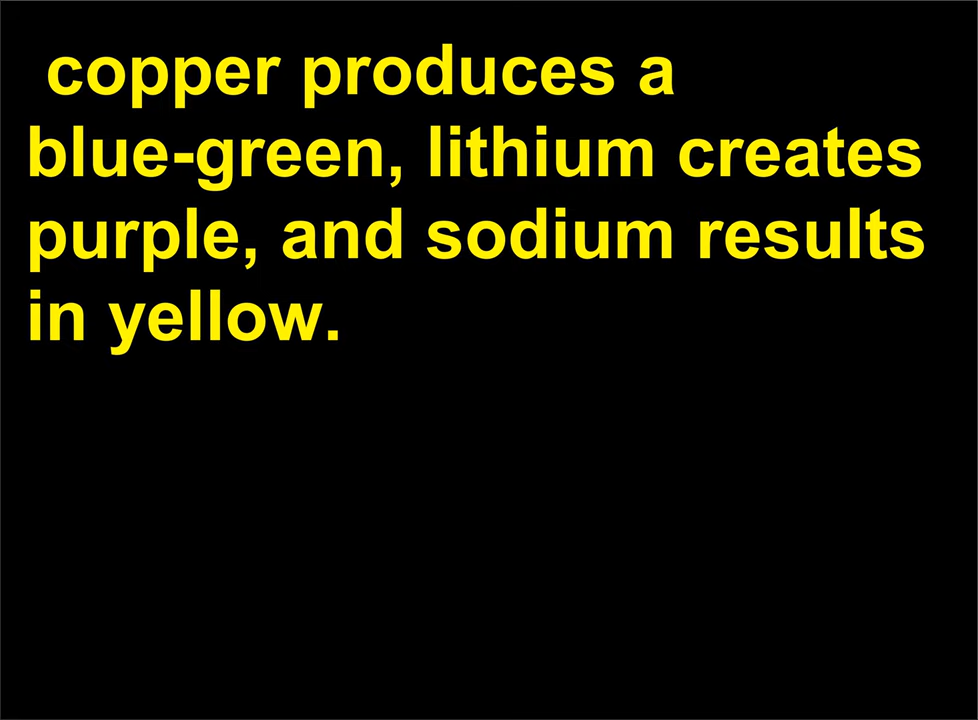 copper produces a
blue-green, lithium creates
purple, and sodium results
in yellow.